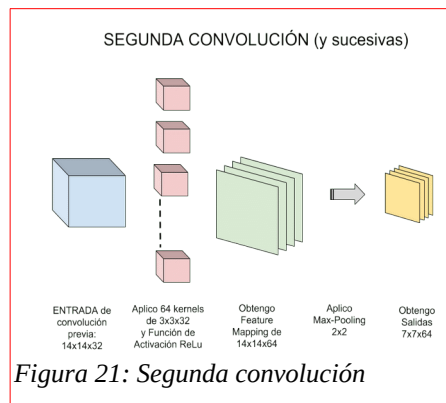 SEGUNDA CONVOLUCIÓN (y sucesivas)
ENTRADA de
convolución
previa:
14x14x32
Aplico 64 kernels
de 3x3x32
y Función de
Activación ReLu
Obtengo
Feature
Mapping de
14x14x64
Aplico
Max-Pooling
2x2
Obtengo
Salidas
7x7x64
Figura 21: Segunda convolución